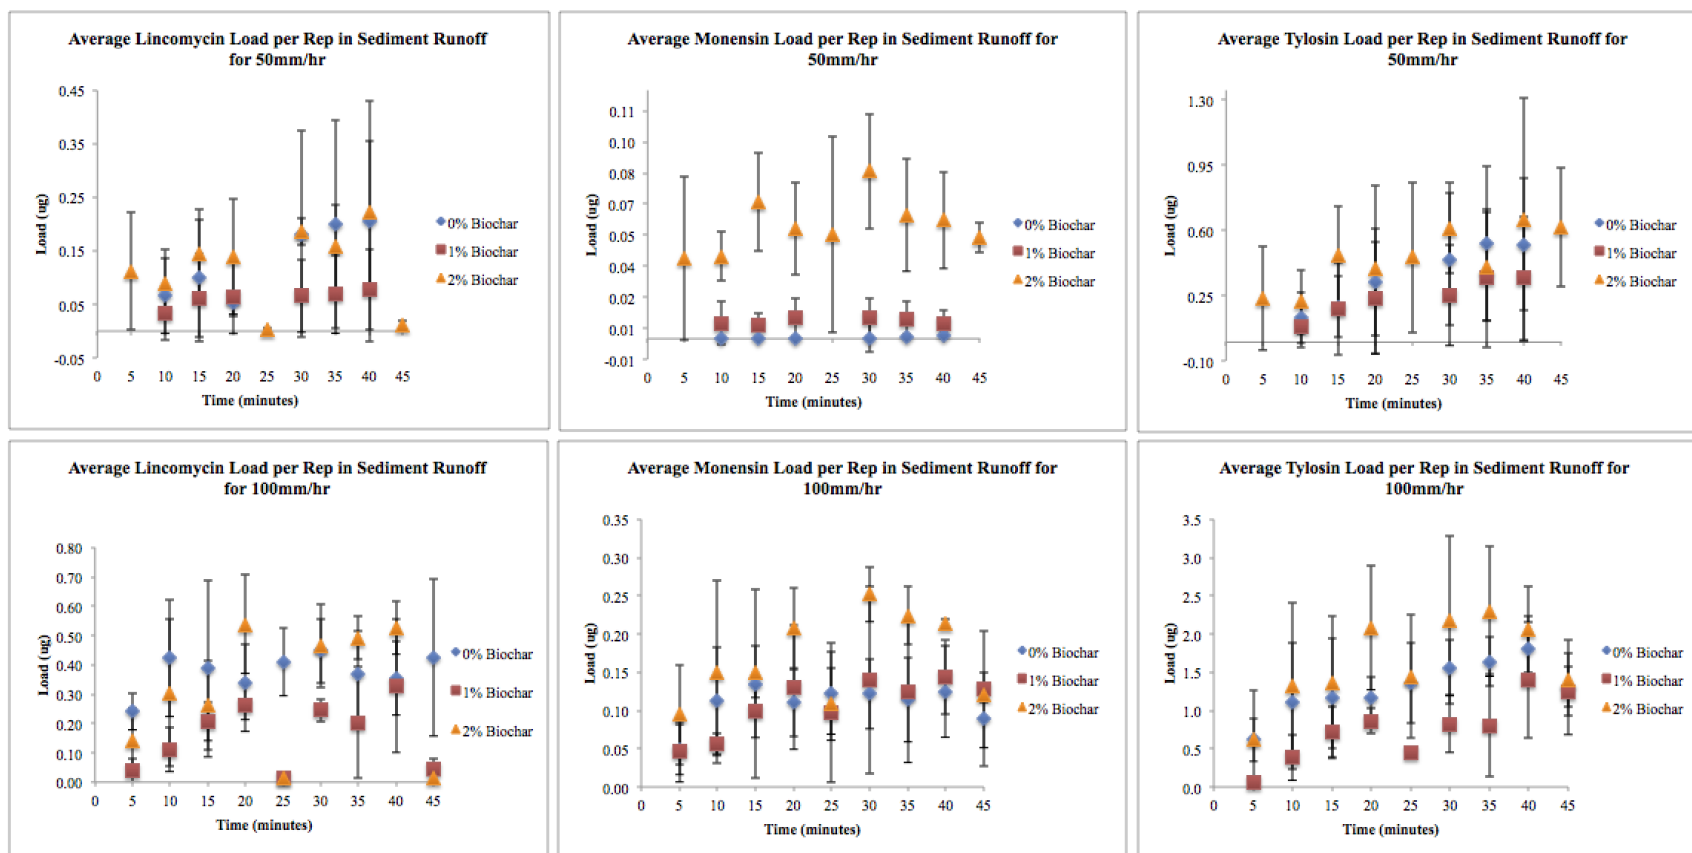 Average Lincomycin Load per Rep in Sediment Runoff
for 50mm/hr
Load (ug)
0.45
0.35
0.25
0.15
0.05
-0.05
0 5 10 15 20 25 30 35 40 45
Time (minutes)
0% Biochar
1% Biochar
2% Biochar
Average Monensin Load per Rep in Sediment Runoff for
50mm/hr
Load (ug)
0.11
0.10
0.08
0.07
0.05
0.04
0.02
0.01
-0.01
0 5 10 15 20 25 30 35 40 45
Time (minutes)
0% Biochar
1% Biochar
2% Biochar
Average Tylosin Load per Rep in Sediment Runoff for
50mm/hr
Load (ug)
1.30
0.95
0.60
0.25
-0.10
0 5 10 15 20 25 30 35 40 45
Time (minutes)
0% Biochar
1% Biochar
2% Biochar
Average Lincomycin Load per Rep in Sediment Runoff
for 100mm/hr
Load (ug)
0.80
0.70
0.60
0.50
0.40
0.30
0.20
0.10
0.00
0 5 10 15 20 25 30 35 40 45
Time (minutes)
0% Biochar
1% Biochar
2% Biochar
Average Monensin Load per Rep in Sediment Runoff for
100mm/hr
Load (ug)
0.35
0.30
0.25
0.20
0.15
0.10
0.05
0.00
0 5 10 15 20 25 30 35 40 45
Time (minutes)
0% Biochar
1% Biochar
2% Biochar
Average Tylosin Load per Rep in Sediment Runoff for
100mm/hr
Load (ug)
3.5
3.0
2.5
2.0
1.5
1.0
0.5
0.0
0 5 10 15 20 25 30 35 40 45
Time (minutes)
0% Biochar
1% Biochar
2% Biochar